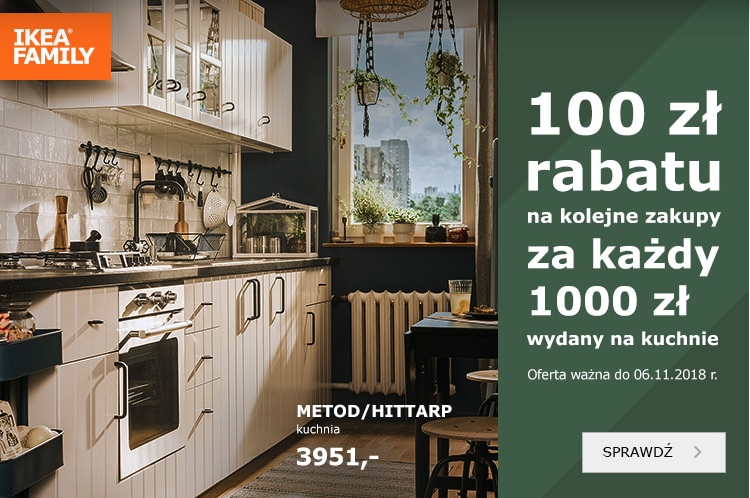 IKEA®
FAMILY
METOD/HITTARP
kuchnia
3951,-
100 zł
rabatu
na kolejne zakupy
za każdy
1000 zł
wydany na kuchnie
Oferta ważna do 06.11.2018 r.
SPRAWDŹ